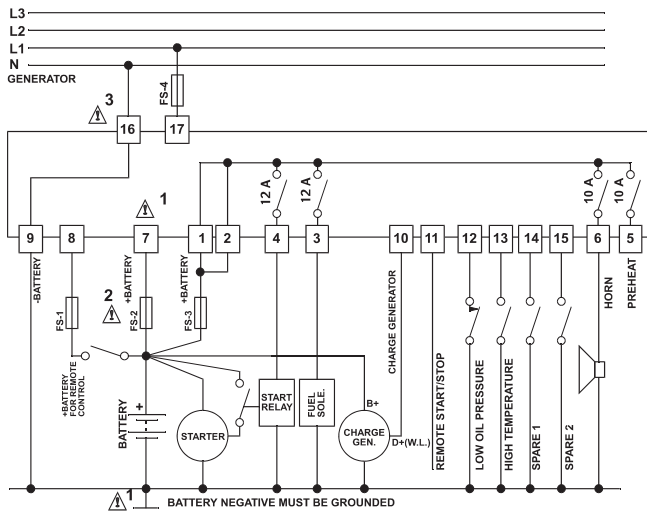 L3
L2
L1
N
GENERATOR
FS-4
3
16
17
1
12 A
12 A
10 A
10 A
9
8
7
1
2
4
3
10
11
12
13
14
15
6
5
-BATTERY
FS-1
2
+BATTERY
FS-2
+BATTERY
FS-3
CHARGE GENERATOR
HORN
PREHEAT
+BATTERY
FOR REMOTE
CONTROL
BATTERY
+
STARTER
START
RELAY
FUEL
SOLE.
B+
CHARGE
GEN.
D+(W.L.)
REMOTE START/STOP
LOW OIL PRESSURE
HIGH TEMPERATURE
SPARE 1
SPARE 2
1
BATTERY NEGATIVE MUST BE GROUNDED